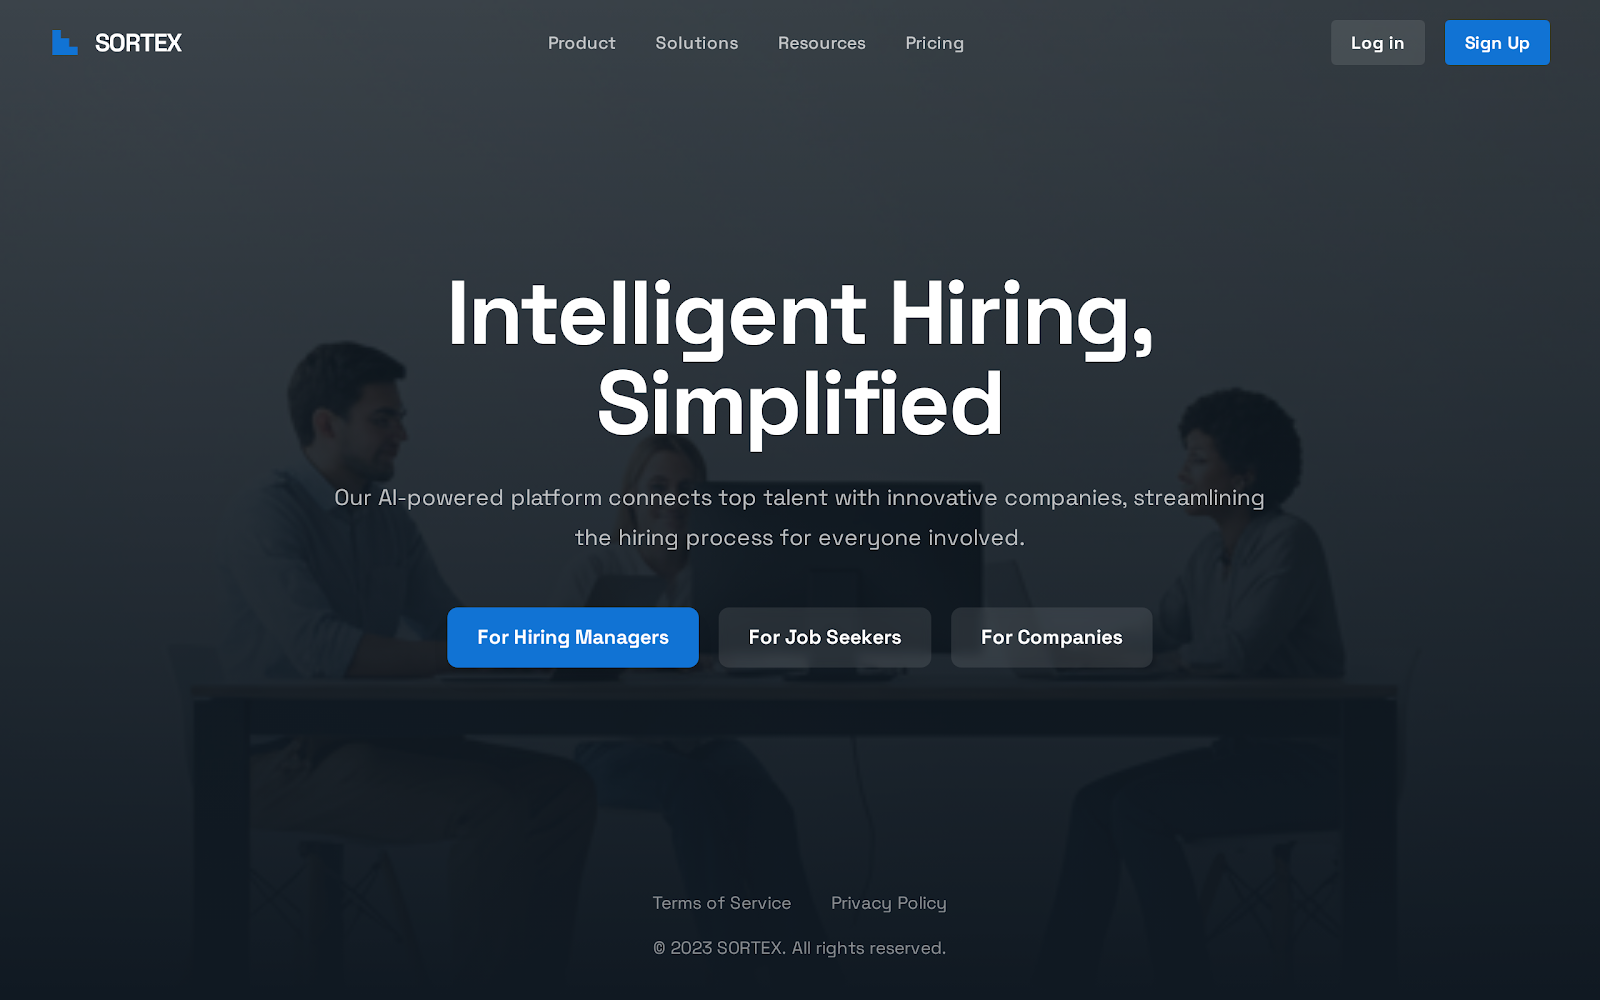 SORTEX
Product
Solutions
Resources
Pricing
Log in
Sign Up
Intelligent Hiring,
Simplified
Our AI-powered platform connects top talent with innovative companies, streamlining
the hiring process for everyone involved.
For Hiring Managers
For Job Seekers
For Companies
Terms of Service
Privacy Policy
© 2023 SORTEX. All rights reserved.